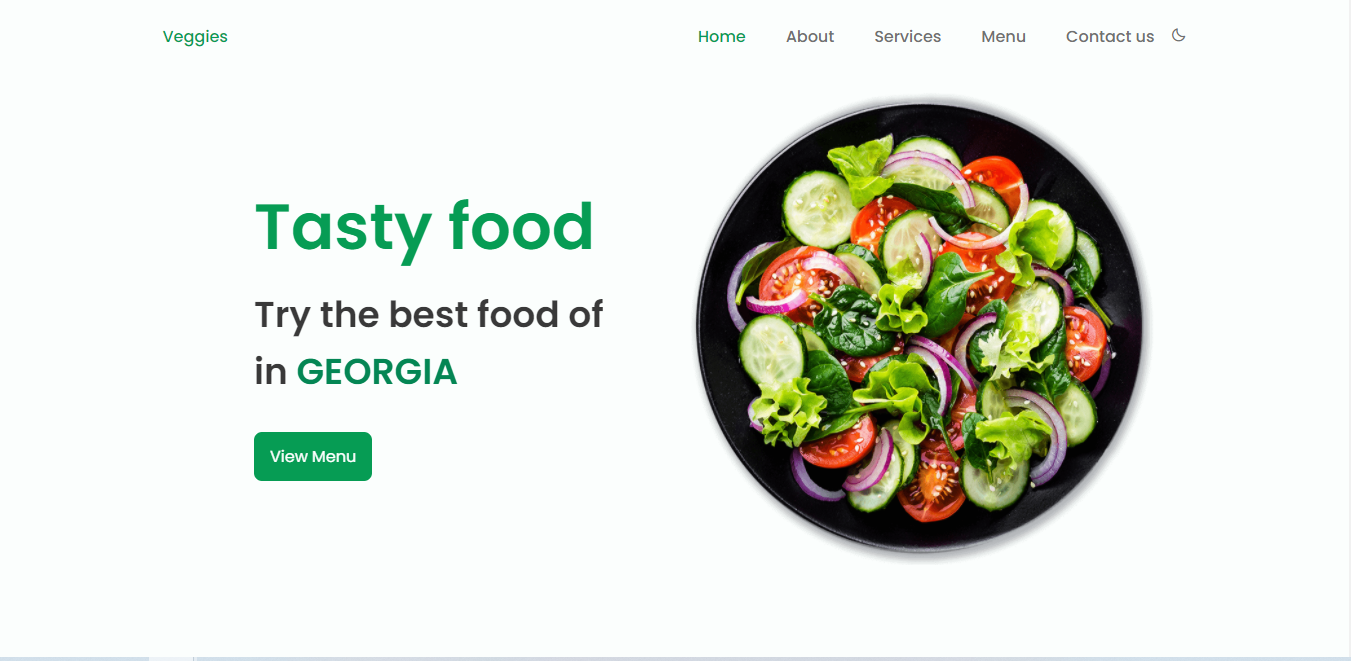 Veggies
Home About Services Menu Contact us
Tasty food
Try the best food of
in GEORGIA
View Menu